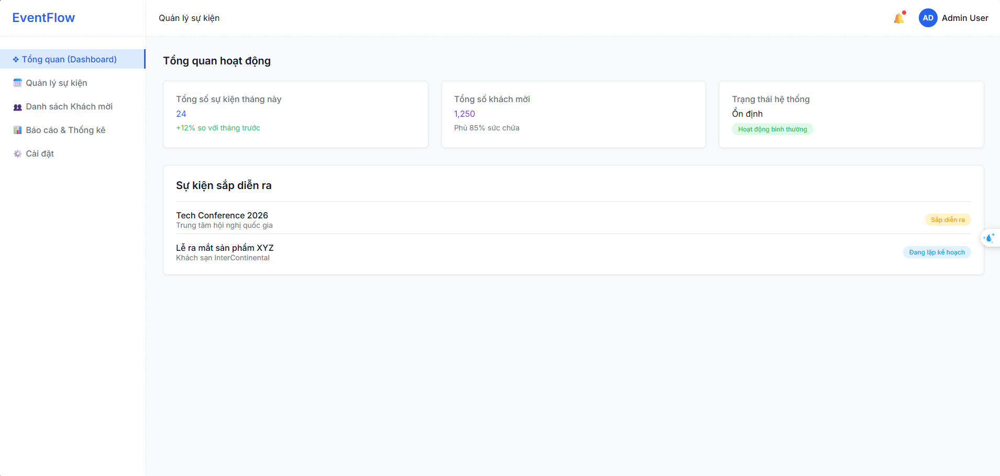 EventFlow
Quản lý sự kiện
AD Admin User
Tổng quan (Dashboard)
Quản lý sự kiện
Danh sách Khách mời
Báo cáo & Thống kê
Cài đặt
Tổng quan hoạt động
Tổng số sự kiện tháng này
24
+12% so với tháng trước
Tổng số khách mời
1,250
Phủ 85% sức chứa
Trạng thái hệ thống
Ổn định
Hoạt động bình thường
Sự kiện sắp diễn ra
Tech Conference 2026
Trung tâm hội nghị quốc gia
Sắp diễn ra
Lễ ra mắt sản phẩm XYZ
Khách sạn InterContinental
Đang lập kế hoạch